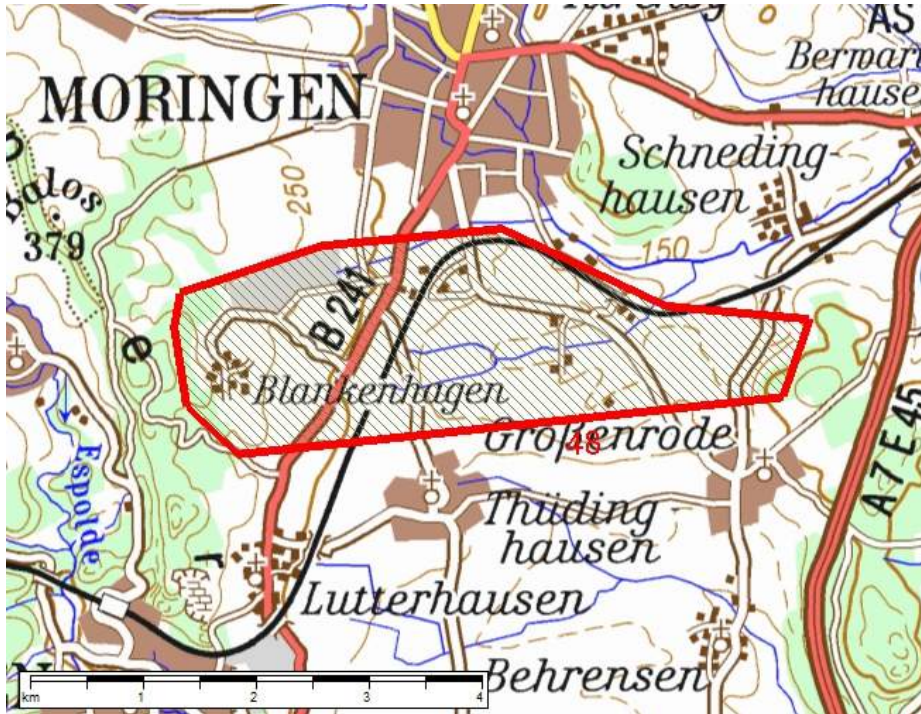 AS
Bermar
hause
MORINGEN
Schneding-
hausen
250
Balos
379
150
B 241
e
Blankenhagen
Großenrode
48
A 7 E 45
Espolde
Thüding
hausen
r
Lutterhausen
Behrensen
N
km 1 2 3 4